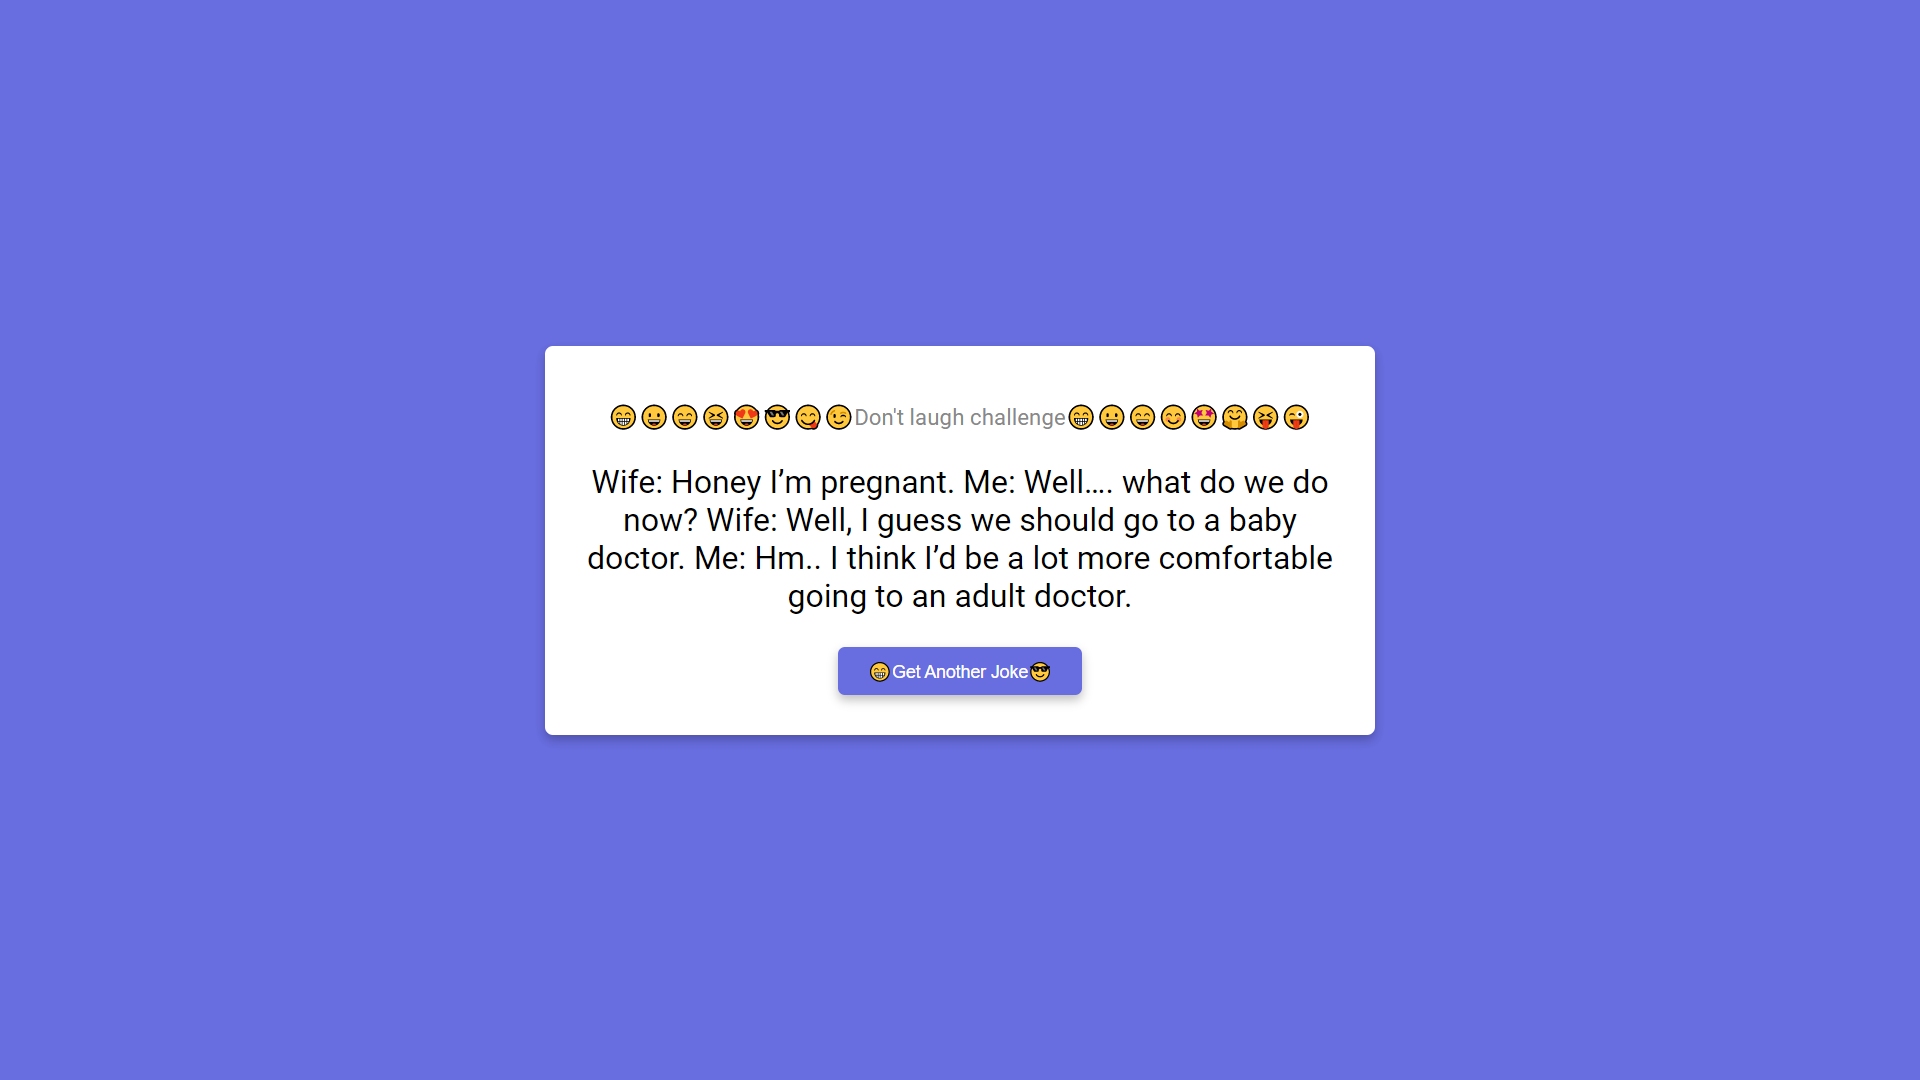 😁😃😄😆😍😎😋😉Don't laugh challenge😁😀😄😊🤩🤗😝😜
Wife: Honey I’m pregnant. Me: Well…. what do we do
now? Wife: Well, I guess we should go to a baby
doctor. Me: Hm.. I think I’d be a lot more comfortable
going to an adult doctor.
😁Get Another Joke😎